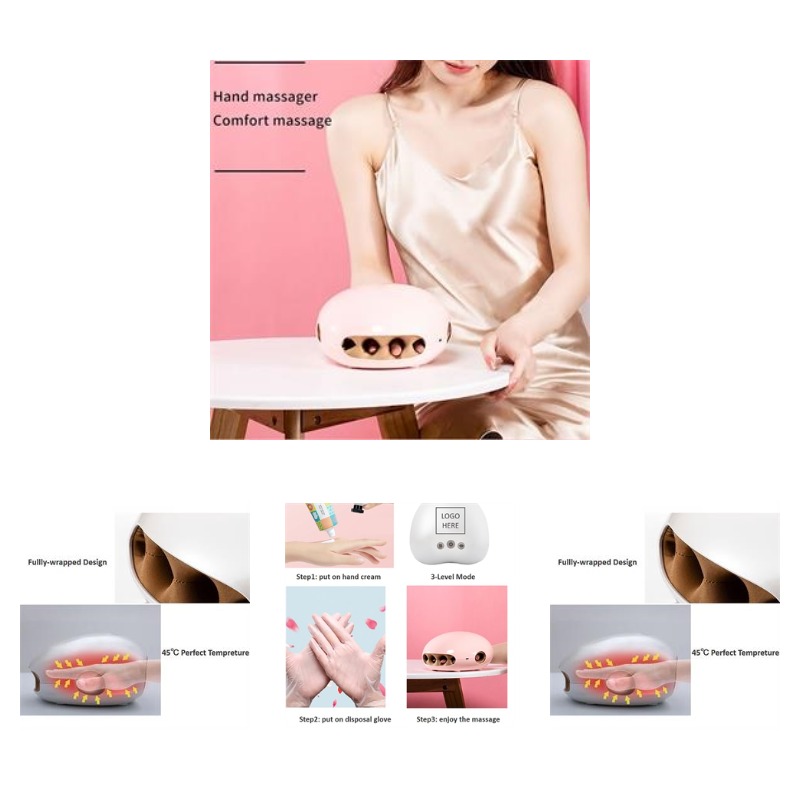 Hand massager
Comfort massage
LOGO
HERE
Fullly-wrapped Design
Step1: put on hand cream
3-Level Mode
Fullly-wrapped Design
45℃ Perfect Tempreture
45℃ Perfect Tempreture
Step2: put on disposal glove
Step3: enjoy the massage